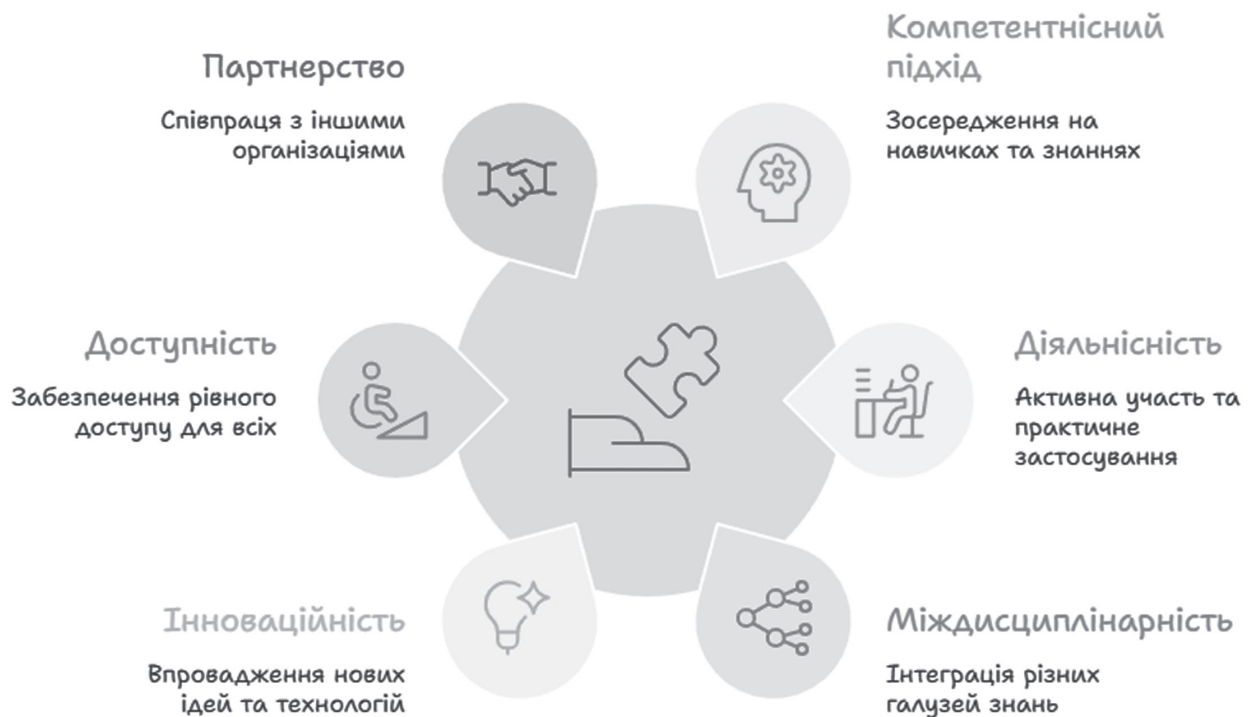 Партнерство
Співпраця з іншими
організаціями
Компетентнісний
підхід
Зосередження на
навичках та знаннях
Доступність
Забезпечення рівного
доступу для всіх
Діяльнісність
Активна участь та
практичне
застосування
Інноваційність
Впровадження нових
ідей та технологій
Міждисциплінарність
Інтеграція різних
галузей знань